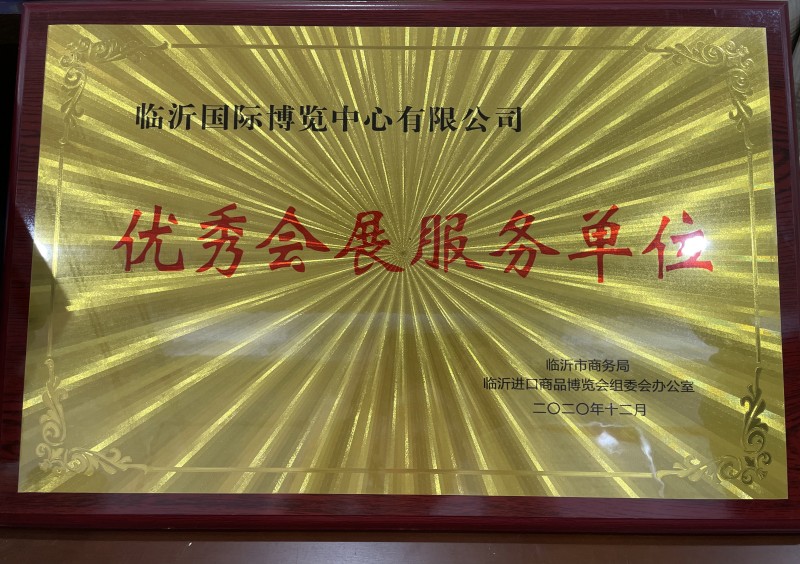 临沂国际博览中心有限公司
优秀会展服务单位
临沂市商务局
临沂进口商品博览会组委会办公室
二〇二〇年十二月